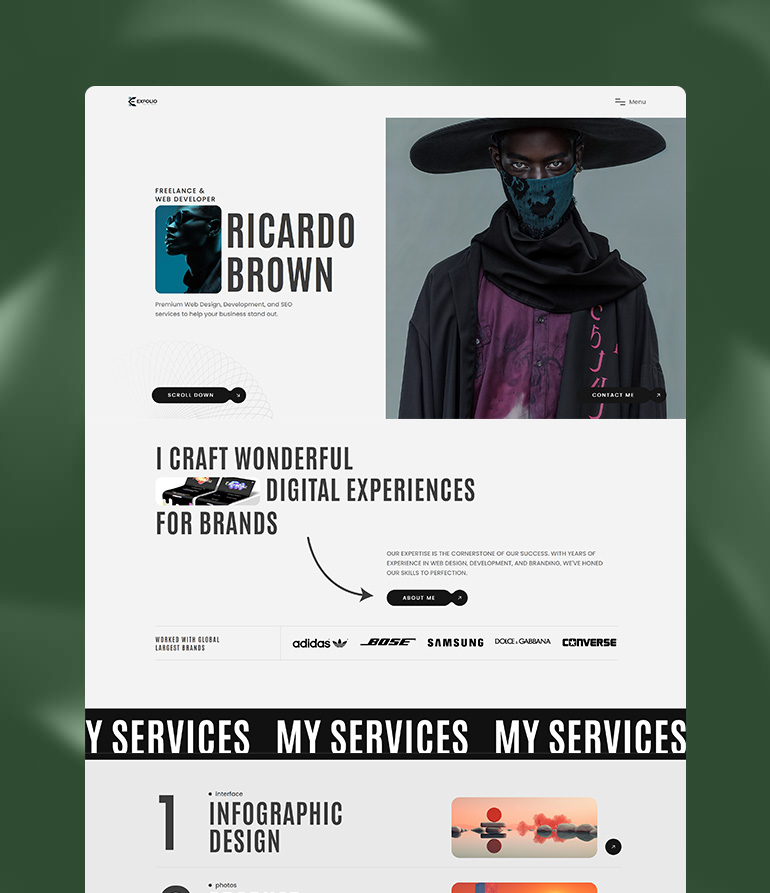 EXFOLIO
Menu
FREELANCE &
WEB DEVELOPER
RICARDO
BROWN
Premium Web Design, Development, and SEO
services to help your business stand out.
SCROLL DOWN
CONTACT ME
I CRAFT WONDERFUL
DIGITAL EXPERIENCES
FOR BRANDS
OUR EXPERTISE IS THE CORNERSTONE OF OUR SUCCESS. WITH YEARS OF
EXPERIENCE IN WEB DESIGN, DEVELOPMENT, AND BRANDING, WE'VE HONED
OUR SKILLS TO PERFECTION.
ABOUT ME
WORKED WITH GLOBAL
LARGEST BRANDS
adidas BOSE SAMSUNG DOLCE & GABBANA CONVERSE
Y SERVICES MY SERVICES MY SERVICES
1
interface
INFOGRAPHIC
DESIGN
photos